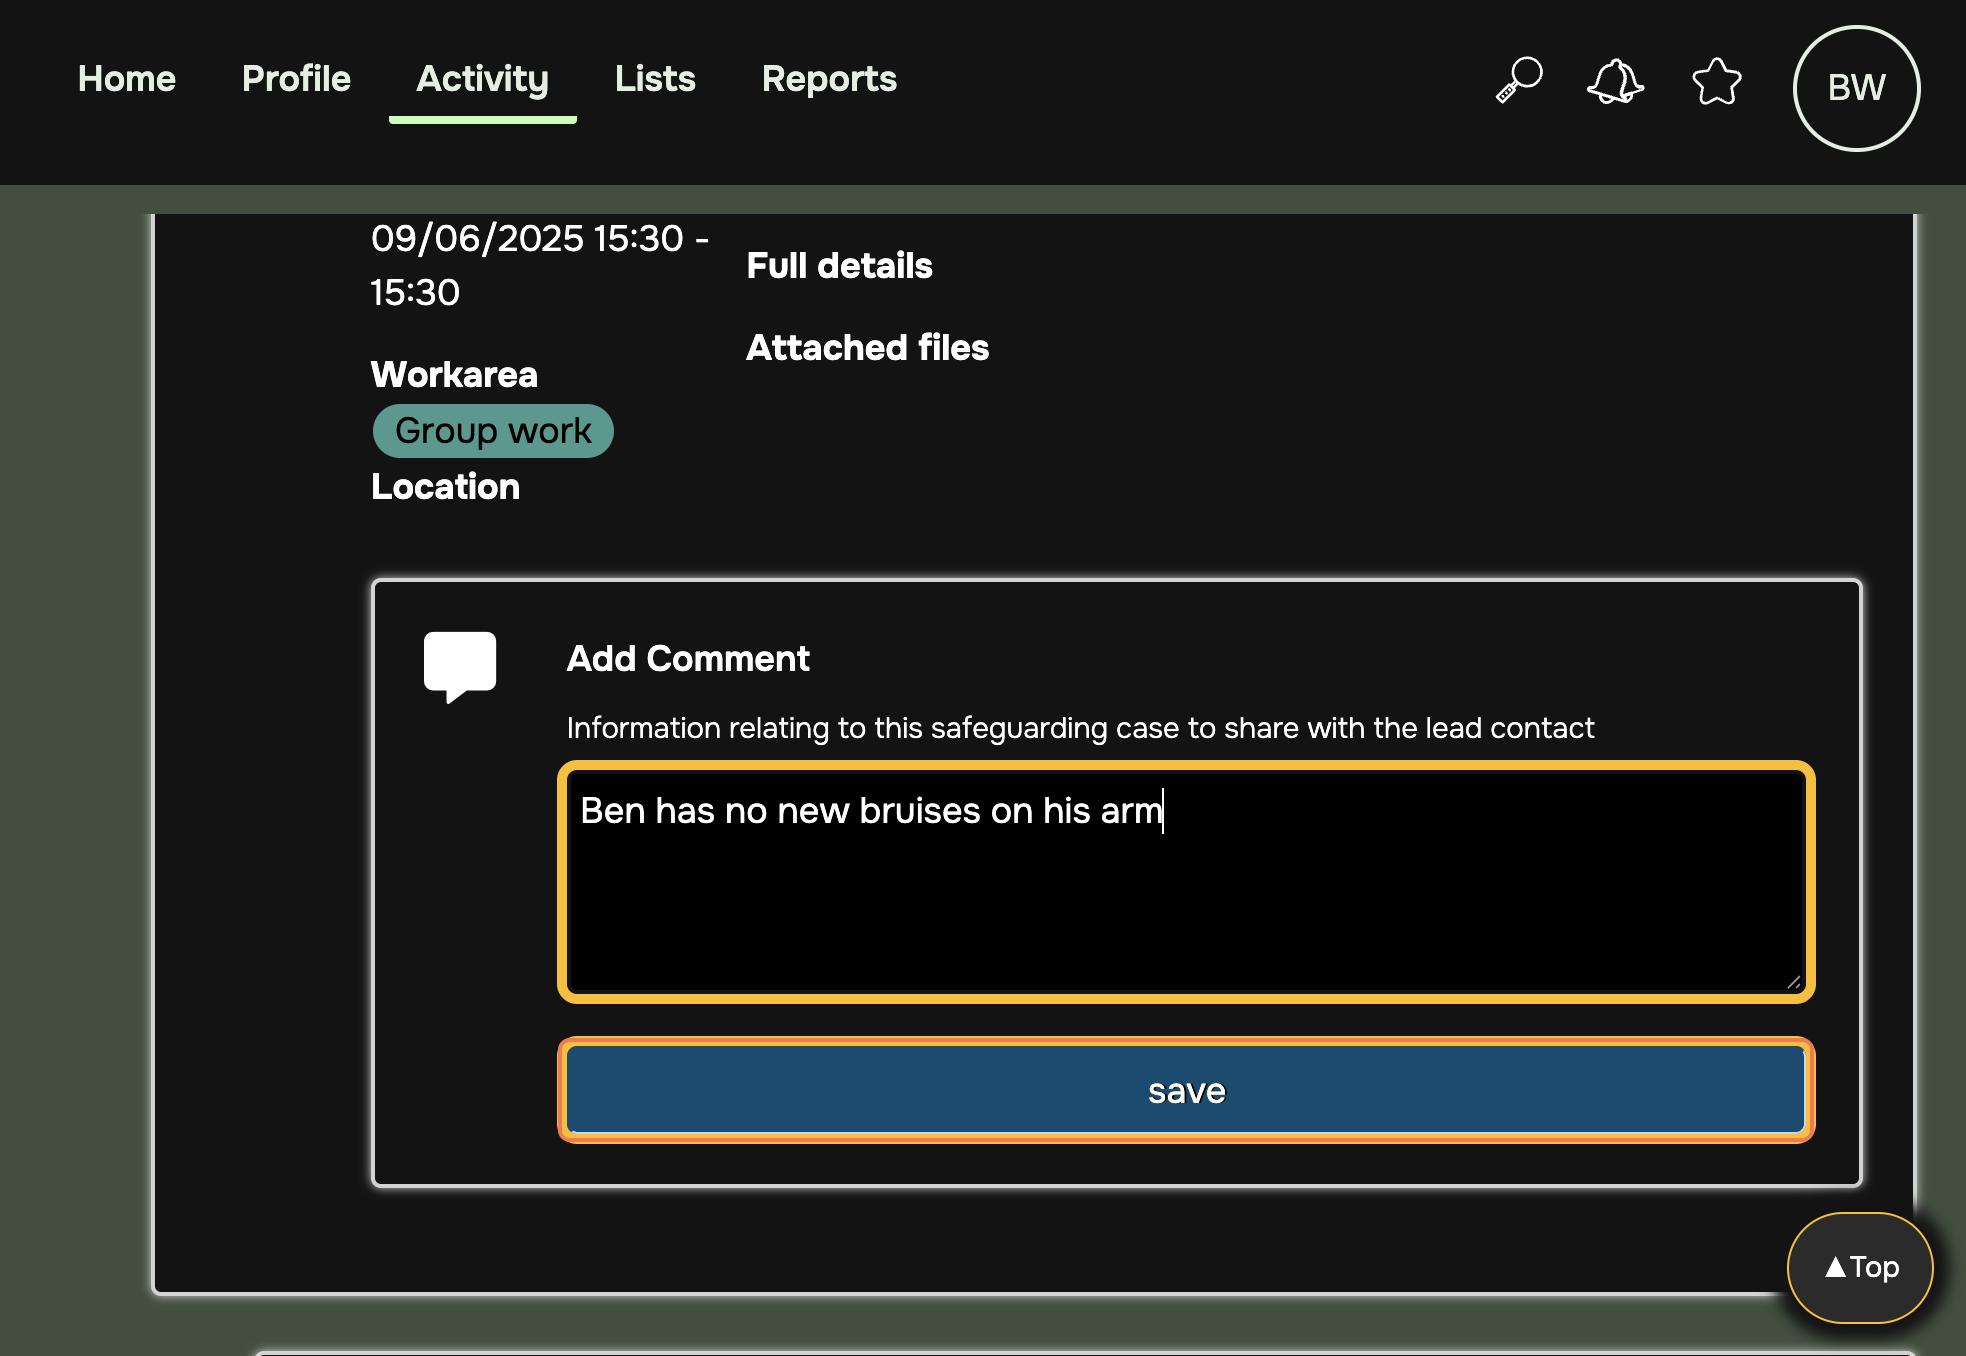 Home Profile Activity Lists Reports
BW
09/06/2025 15:30 -
15:30
Workarea
Group work
Location
Full details
Attached files
Add Comment
Information relating to this safeguarding case to share with the lead contact
Ben has no new bruises on his arm
save
▲Top